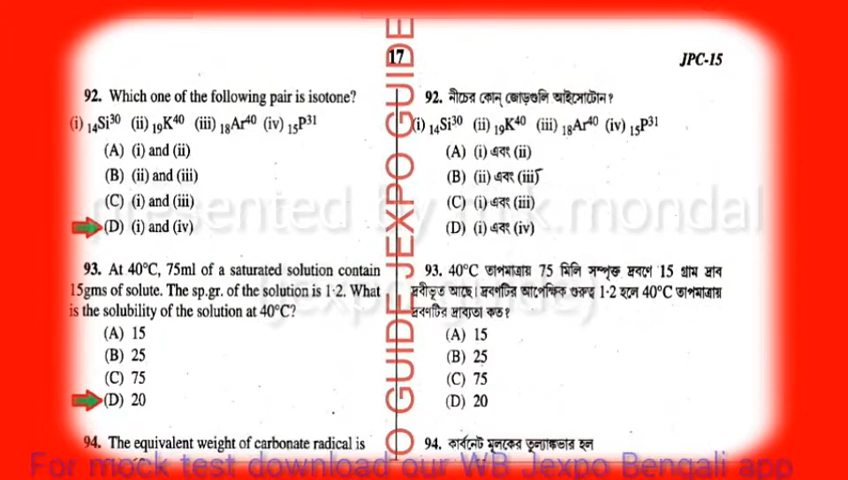 17
JPC-15
92. Which one of the following pair is isotone?
(i) ₁₄Si³⁰ (ii) ₁₉K⁴⁰ (iii) ₁₈Ar⁴⁰ (iv) ₁₅P³¹
(A) (i) and (ii)
(B) (ii) and (iii)
(C) (i) and (iii)
(D) (i) and (iv)
93. At 40°C, 75ml of a saturated solution contain
15gms of solute. The sp.gr. of the solution is 1·2. What
is the solubility of the solution at 40°C?
(A) 15
(B) 25
(C) 75
(D) 20
94. The equivalent weight of carbonate radical is
92. নীচের কোন্ জোড়গুলি আইসোটোন?
(i) ₁₄Si³⁰ (ii) ₁₉K⁴⁰ (iii) ₁₈Ar⁴⁰ (iv) ₁₅P³¹
(A) (i) এবং (ii)
(B) (ii) এবং (iii)
(C) (i) এবং (iii)
(D) (i) এবং (iv)
93. 40°C তাপমাত্রায় 75 মিলি সম্পৃক্ত দ্রবণে 15 গ্রাম দ্রাব
দ্রবীভূত আছে। দ্রবণটির আপেক্ষিক গুরুত্ব 1·2 হলে 40°C তাপমাত্রায়
দ্রবণটির দ্রাব্যতা কত?
(A) 15
(B) 25
(C) 75
(D) 20
94. কার্বনেট মূলকের তুল্যাঙ্কভার হল
O GUIDE JEXPO GUIDE
presented by m.k.mondal
For mock test download our WB Jexpo Bengali app